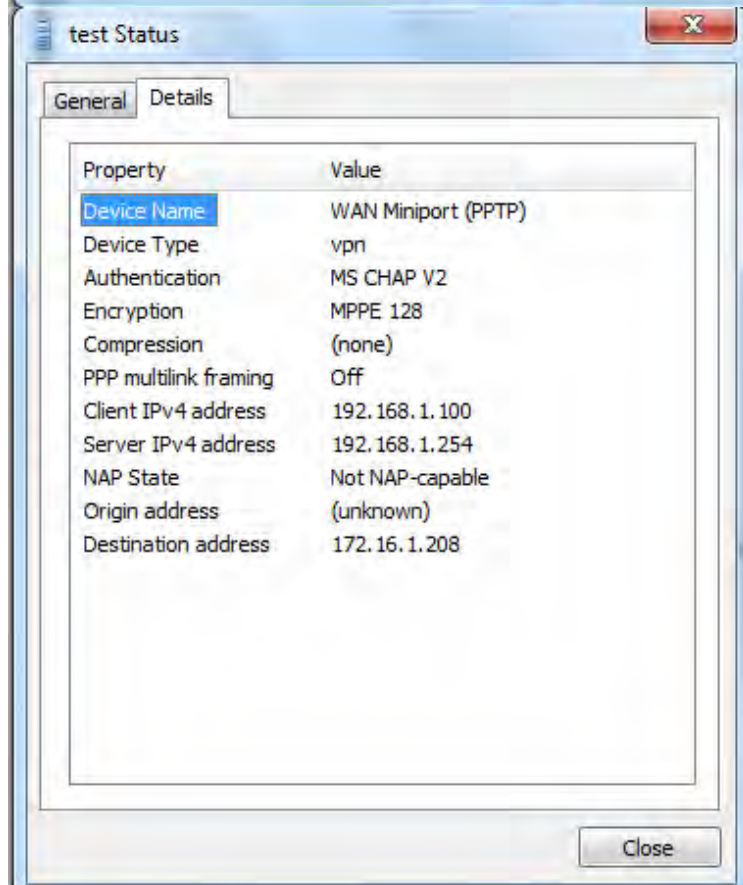 test Status
General Details
Property Value
Device Name WAN Miniport (PPTP)
Device Type vpn
Authentication MS CHAP V2
Encryption MPPE 128
Compression (none)
PPP multilink framing Off
Client IPv4 address 192.168.1.100
Server IPv4 address 192.168.1.254
NAP State Not NAP-capable
Origin address (unknown)
Destination address 172.16.1.208
Close